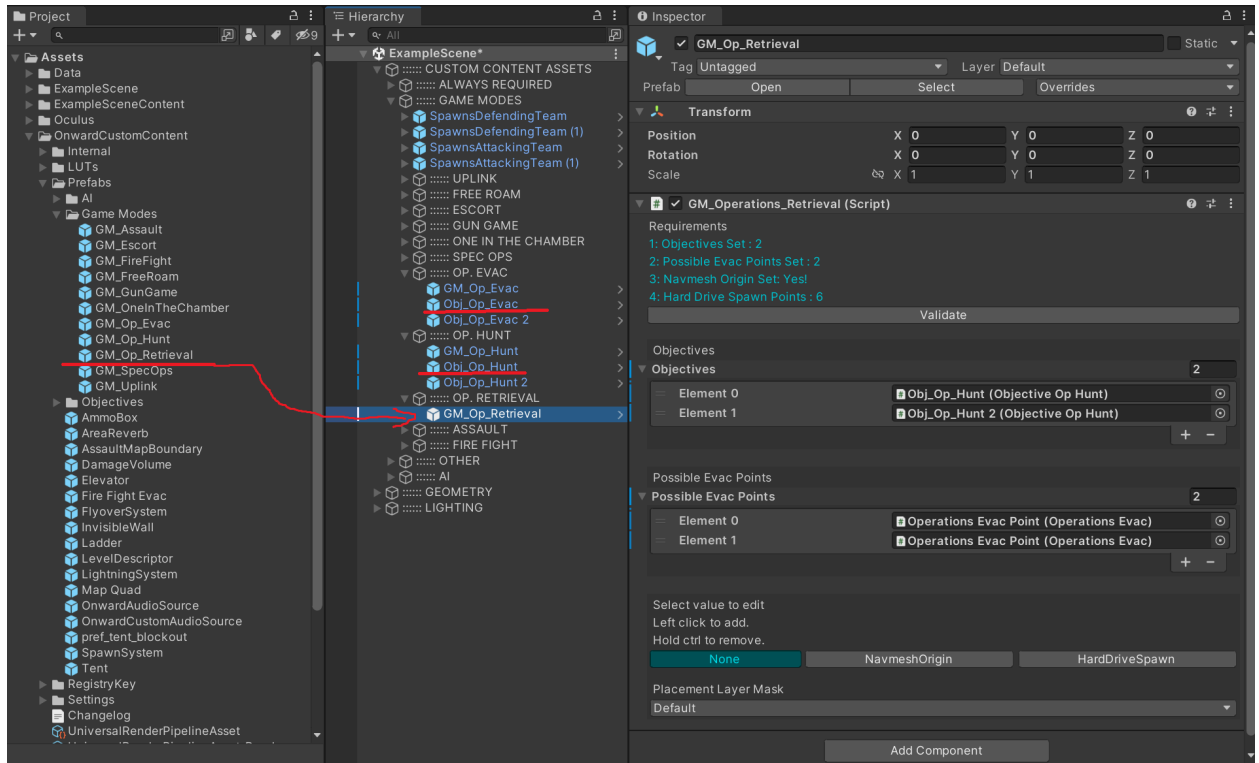 Project
9
Assets
Data
ExampleScene
ExampleSceneContent
Oculus
OnwardCustomContent
Internal
LUTs
Prefabs
AI
Game Modes
GM_Assault
GM_Escort
GM_FireFight
GM_FreeRoam
GM_GunGame
GM_OneInTheChamber
GM_Op_Evac
GM_Op_Hunt
GM_Op_Retrieval
GM_SpecOps
GM_Uplink
Objectives
AmmoBox
AreaReverb
AssaultMapBoundary
DamageVolume
Elevator
Fire Fight Evac
FlyoverSystem
InvisibleWall
Ladder
LevelDescriptor
LightningSystem
Map Quad
OnwardAudioSource
OnwardCustomAudioSource
pref_tent_blockout
SpawnSystem
Tent
RegistryKey
Settings
Changelog
UniversalRenderPipelineAsset
Hierarchy
All
ExampleScene*
:::::: CUSTOM CONTENT ASSETS
:::::: ALWAYS REQUIRED
:::::: GAME MODES
SpawnsDefendingTeam
SpawnsDefendingTeam (1)
SpawnsAttackingTeam
SpawnsAttackingTeam (1)
:::::: UPLINK
:::::: FREE ROAM
:::::: ESCORT
:::::: GUN GAME
:::::: ONE IN THE CHAMBER
:::::: SPEC OPS
:::::: OP. EVAC
GM_Op_Evac
Obj_Op_Evac
Obj_Op_Evac 2
:::::: OP. HUNT
GM_Op_Hunt
Obj_Op_Hunt
Obj_Op_Hunt 2
:::::: OP. RETRIEVAL
GM_Op_Retrieval
:::::: ASSAULT
:::::: FIRE FIGHT
:::::: OTHER
:::::: AI
:::::: GEOMETRY
:::::: LIGHTING
Inspector
GM_Op_Retrieval Static
Tag Untagged Layer Default
Prefab Open Select Overrides
Transform
Position X 0 Y 0 Z 0
Rotation X 0 Y 0 Z 0
Scale X 1 Y 1 Z 1
# GM_Operations_Retrieval (Script)
Requirements
1: Objectives Set : 2
2: Possible Evac Points Set : 2
3: Navmesh Origin Set: Yes!
4: Hard Drive Spawn Points : 6
Validate
Objectives
Objectives 2
Element 0 Obj_Op_Hunt (Objective Op Hunt)
Element 1 Obj_Op_Hunt 2 (Objective Op Hunt)
+ -
Possible Evac Points
Possible Evac Points 2
Element 0 Operations Evac Point (Operations Evac)
Element 1 Operations Evac Point (Operations Evac)
+ -
Select value to edit
Left click to add.
Hold ctrl to remove.
None NavmeshOrigin HardDriveSpawn
Placement Layer Mask
Default
Add Component